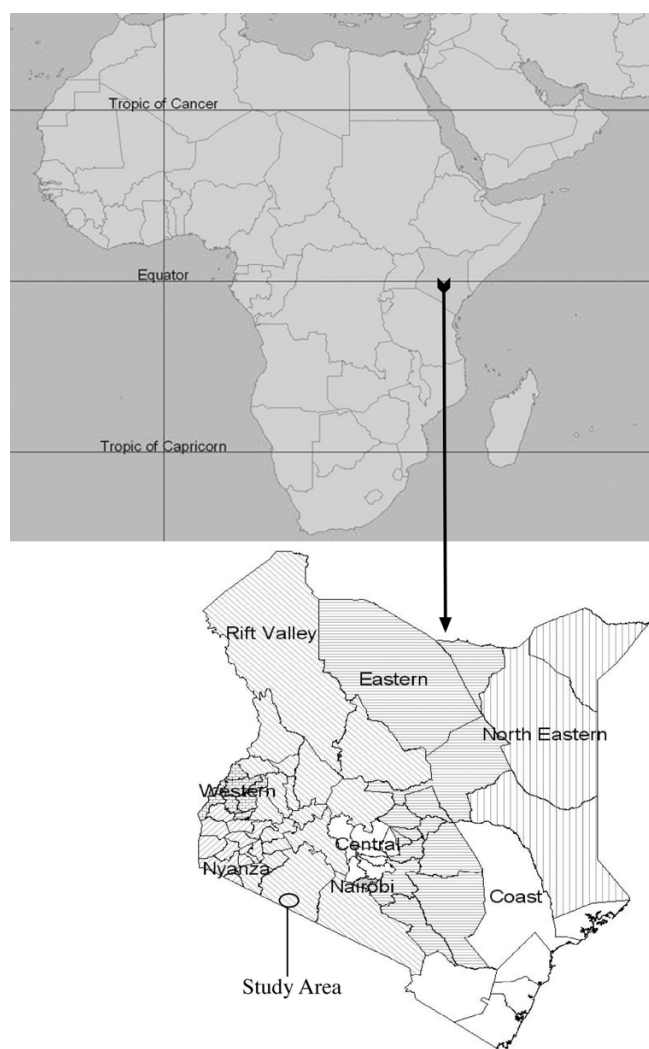 Tropic of Cancer
Equator
Tropic of Capricorn
Rift Valley
Eastern
North Eastern
Western
Central
Nyanza
Nairobi
Coast
Study Area